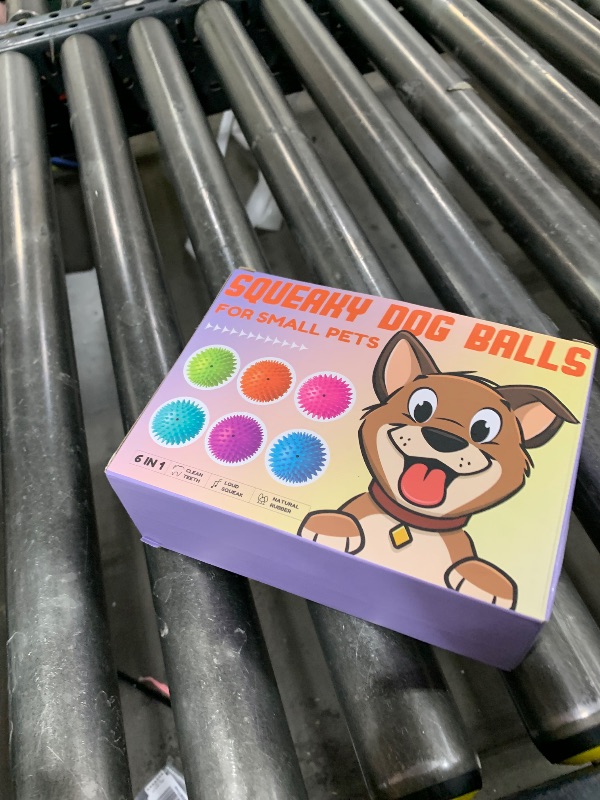 SQUEAKY DOG BALLS
FOR SMALL PETS
6 IN 1
CLEAN
TEETH
LOUD
SQUEAK
NATURAL
RUBBER